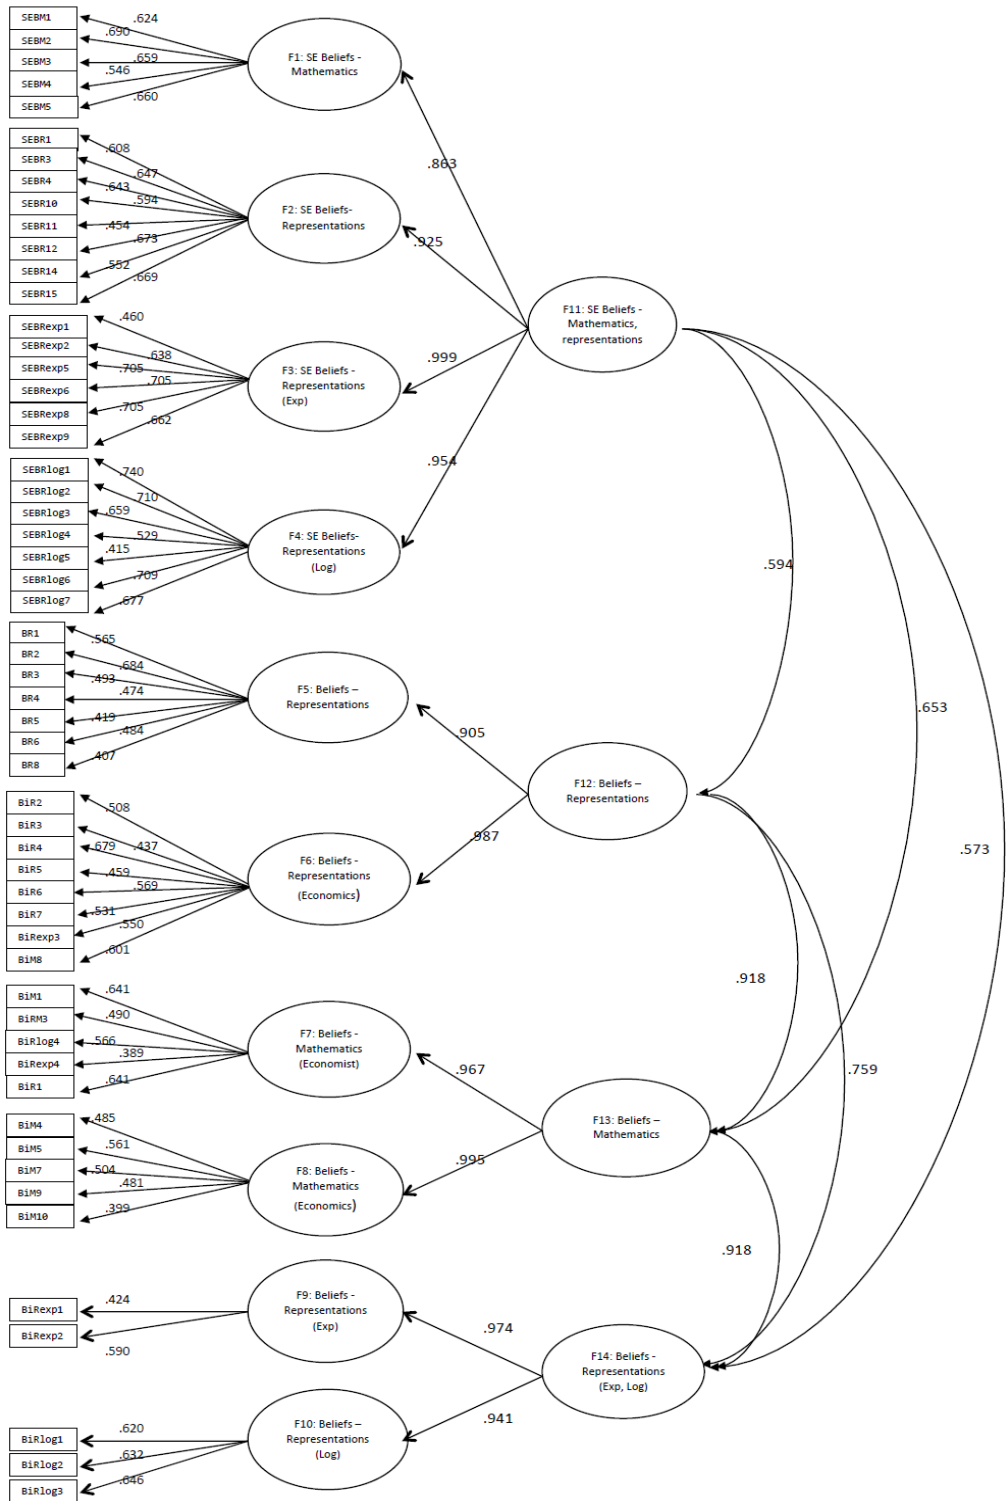 SEBM1
SEBM2
SEBM3
SEBM4
SEBM5
.624
.690
.659
.546
.660
F1: SE Beliefs -
Mathematics
SEBR1
SEBR3
SEBR4
SEBR10
SEBR11
SEBR12
SEBR14
SEBR15
.608
.647
.643
.594
.454
.673
.552
.669
F2: SE Beliefs-
Representations
SEBRexp1
SEBRexp2
SEBRexp5
SEBRexp6
SEBRexp8
SEBRexp9
.460
.638
.705
.705
.705
.662
F3: SE Beliefs -
Representations
(Exp)
SEBRlog1
SEBRlog2
SEBRlog3
SEBRlog4
SEBRlog5
SEBRlog6
SEBRlog7
.740
.710
.659
.529
.415
.709
.677
F4: SE Beliefs-
Representations
(Log)
.863
.925
.999
.954
F11: SE Beliefs -
Mathematics,
representations
BR1
BR2
BR3
BR4
BR5
BR6
BR8
.565
.684
.493
.474
.419
.484
.407
F5: Beliefs –
Representations
BiR2
BiR3
BiR4
BiR5
BiR6
BiR7
BiRexp3
BiM8
.508
.679
.437
.459
.569
.531
.550
.601
F6: Beliefs -
Representations
(Economics)
.905
.987
F12: Beliefs –
Representations
BiM1
BiRM3
BiRlog4
BiRexp4
BiR1
.641
.490
.566
.389
.641
F7: Beliefs -
Mathematics
(Economist)
BiM4
BiM5
BiM7
BiM9
BiM10
.485
.561
.504
.481
.399
F8: Beliefs -
Mathematics
(Economics)
.967
.995
F13: Beliefs –
Mathematics
BiRexp1
BiRexp2
.424
.590
F9: Beliefs -
Representations
(Exp)
BiRlog1
BiRlog2
BiRlog3
.620
.632
.646
F10: Beliefs –
Representations
(Log)
.974
.941
F14: Beliefs -
Representations
(Exp, Log)
.594
.653
.573
.918
.759
.918